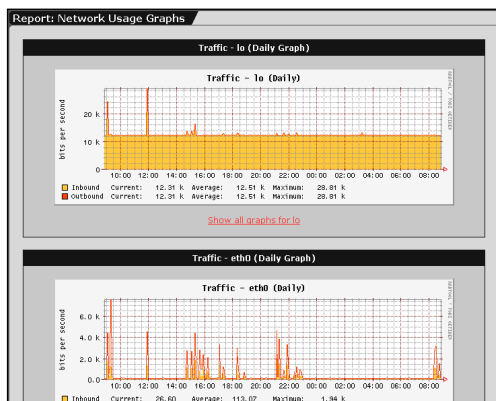 Report: Network Usage Graphs
Traffic - lo (Daily Graph)
Traffic - lo (Daily)
bits per second
20 k
10 k
0
10:00 12:00 14:00 16:00 18:00 20:00 22:00 00:00 02:00 04:00 06:00 08:00
Inbound Current: 12.31 k Average: 12.51 k Maximum: 28.81 k
Outbound Current: 12.31 k Average: 12.51 k Maximum: 28.81 k
Show all graphs for lo
Traffic - eth0 (Daily Graph)
Traffic - eth0 (Daily)
bits per second
6.0 k
4.0 k
2.0 k
0.0
10:00 12:00 14:00 16:00 18:00 20:00 22:00 00:00 02:00 04:00 06:00 08:00
Inbound Current: 26.60 Average: 113.07 Maximum: 1.94 k